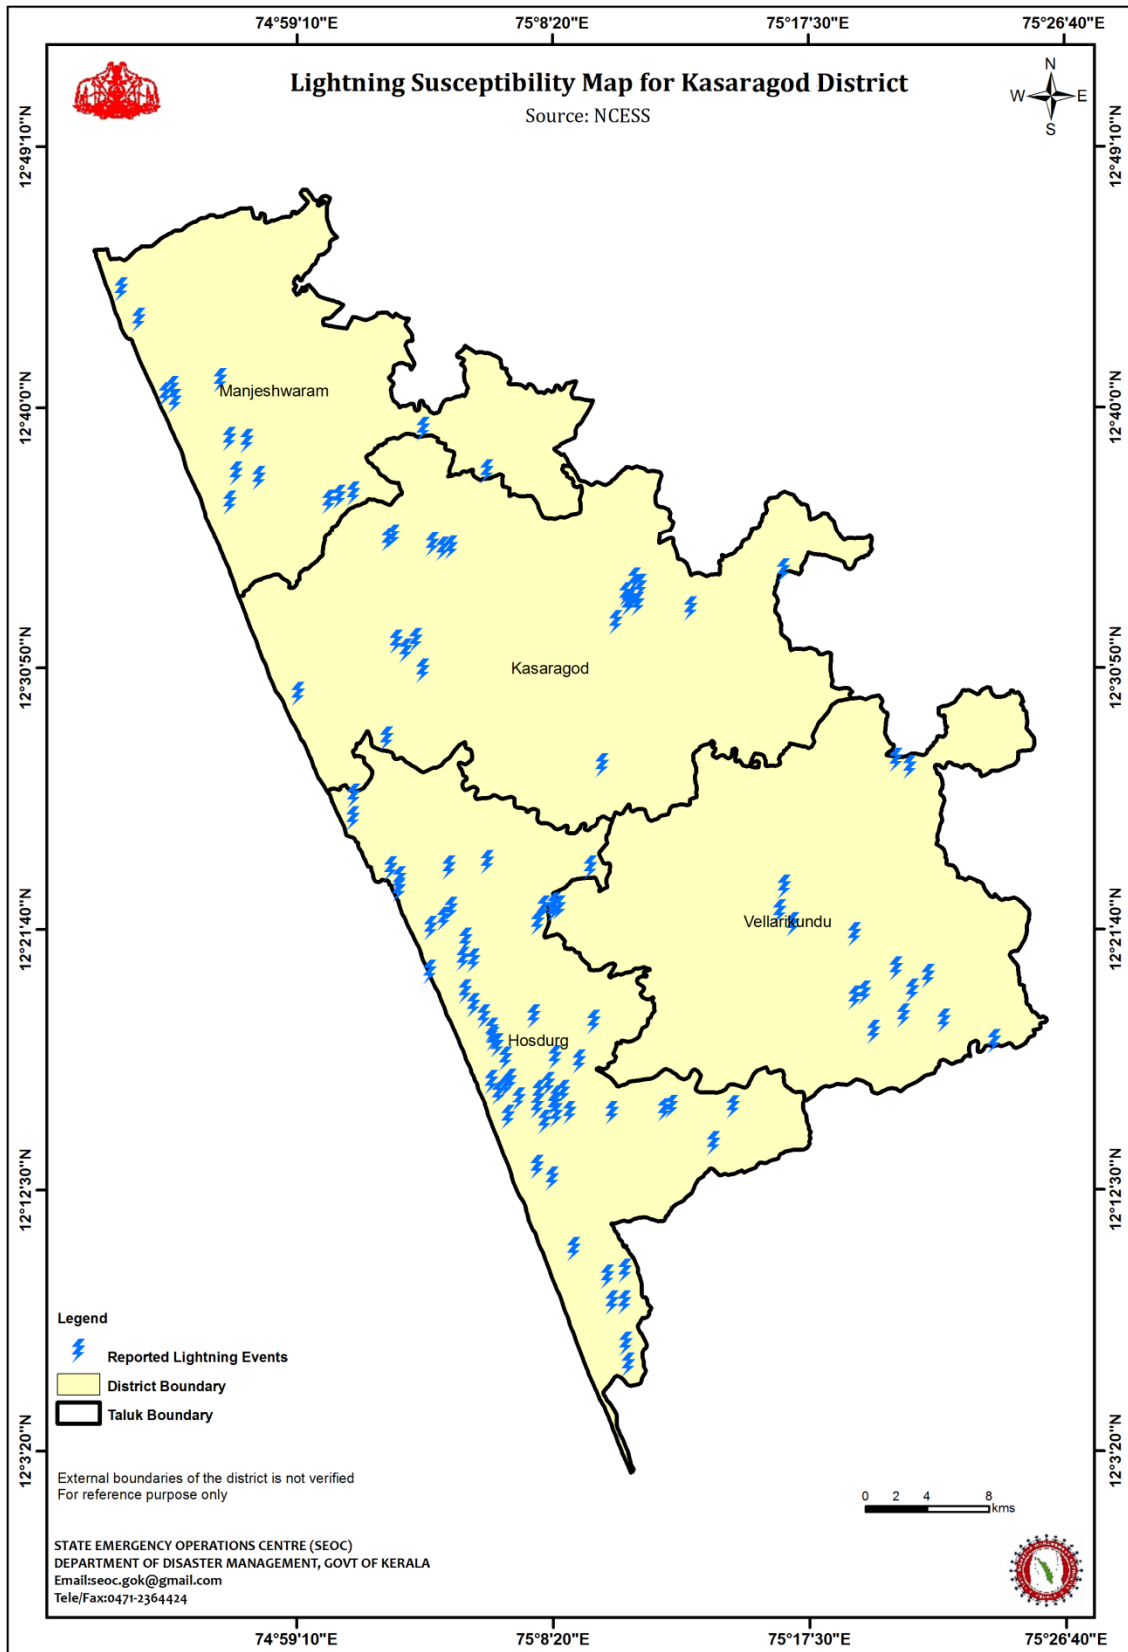 74°59'10"E 75°8'20"E 75°17'30"E 75°26'40"E
Lightning Susceptibility Map for Kasaragod District
Source: NCESS
N
W E
S
12°49'10"N 12°49'10"N
12°40'0"N 12°40'0"N
Manjeshwaram
12°30'50"N 12°30'50"N
Kasaragod
12°21'40"N 12°21'40"N
Vellarikundu
Hosdurg
12°12'30"N 12°12'30"N
12°3'20"N 12°3'20"N
Legend
Reported Lightning Events
District Boundary
Taluk Boundary
External boundaries of the district is not verified
For reference purpose only
0 2 4 8
kms
STATE EMERGENCY OPERATIONS CENTRE (SEOC)
DEPARTMENT OF DISASTER MANAGEMENT, GOVT OF KERALA
Email:seoc.gok@gmail.com
Tele/Fax:0471-2364424
74°59'10"E 75°8'20"E 75°17'30"E 75°26'40"E